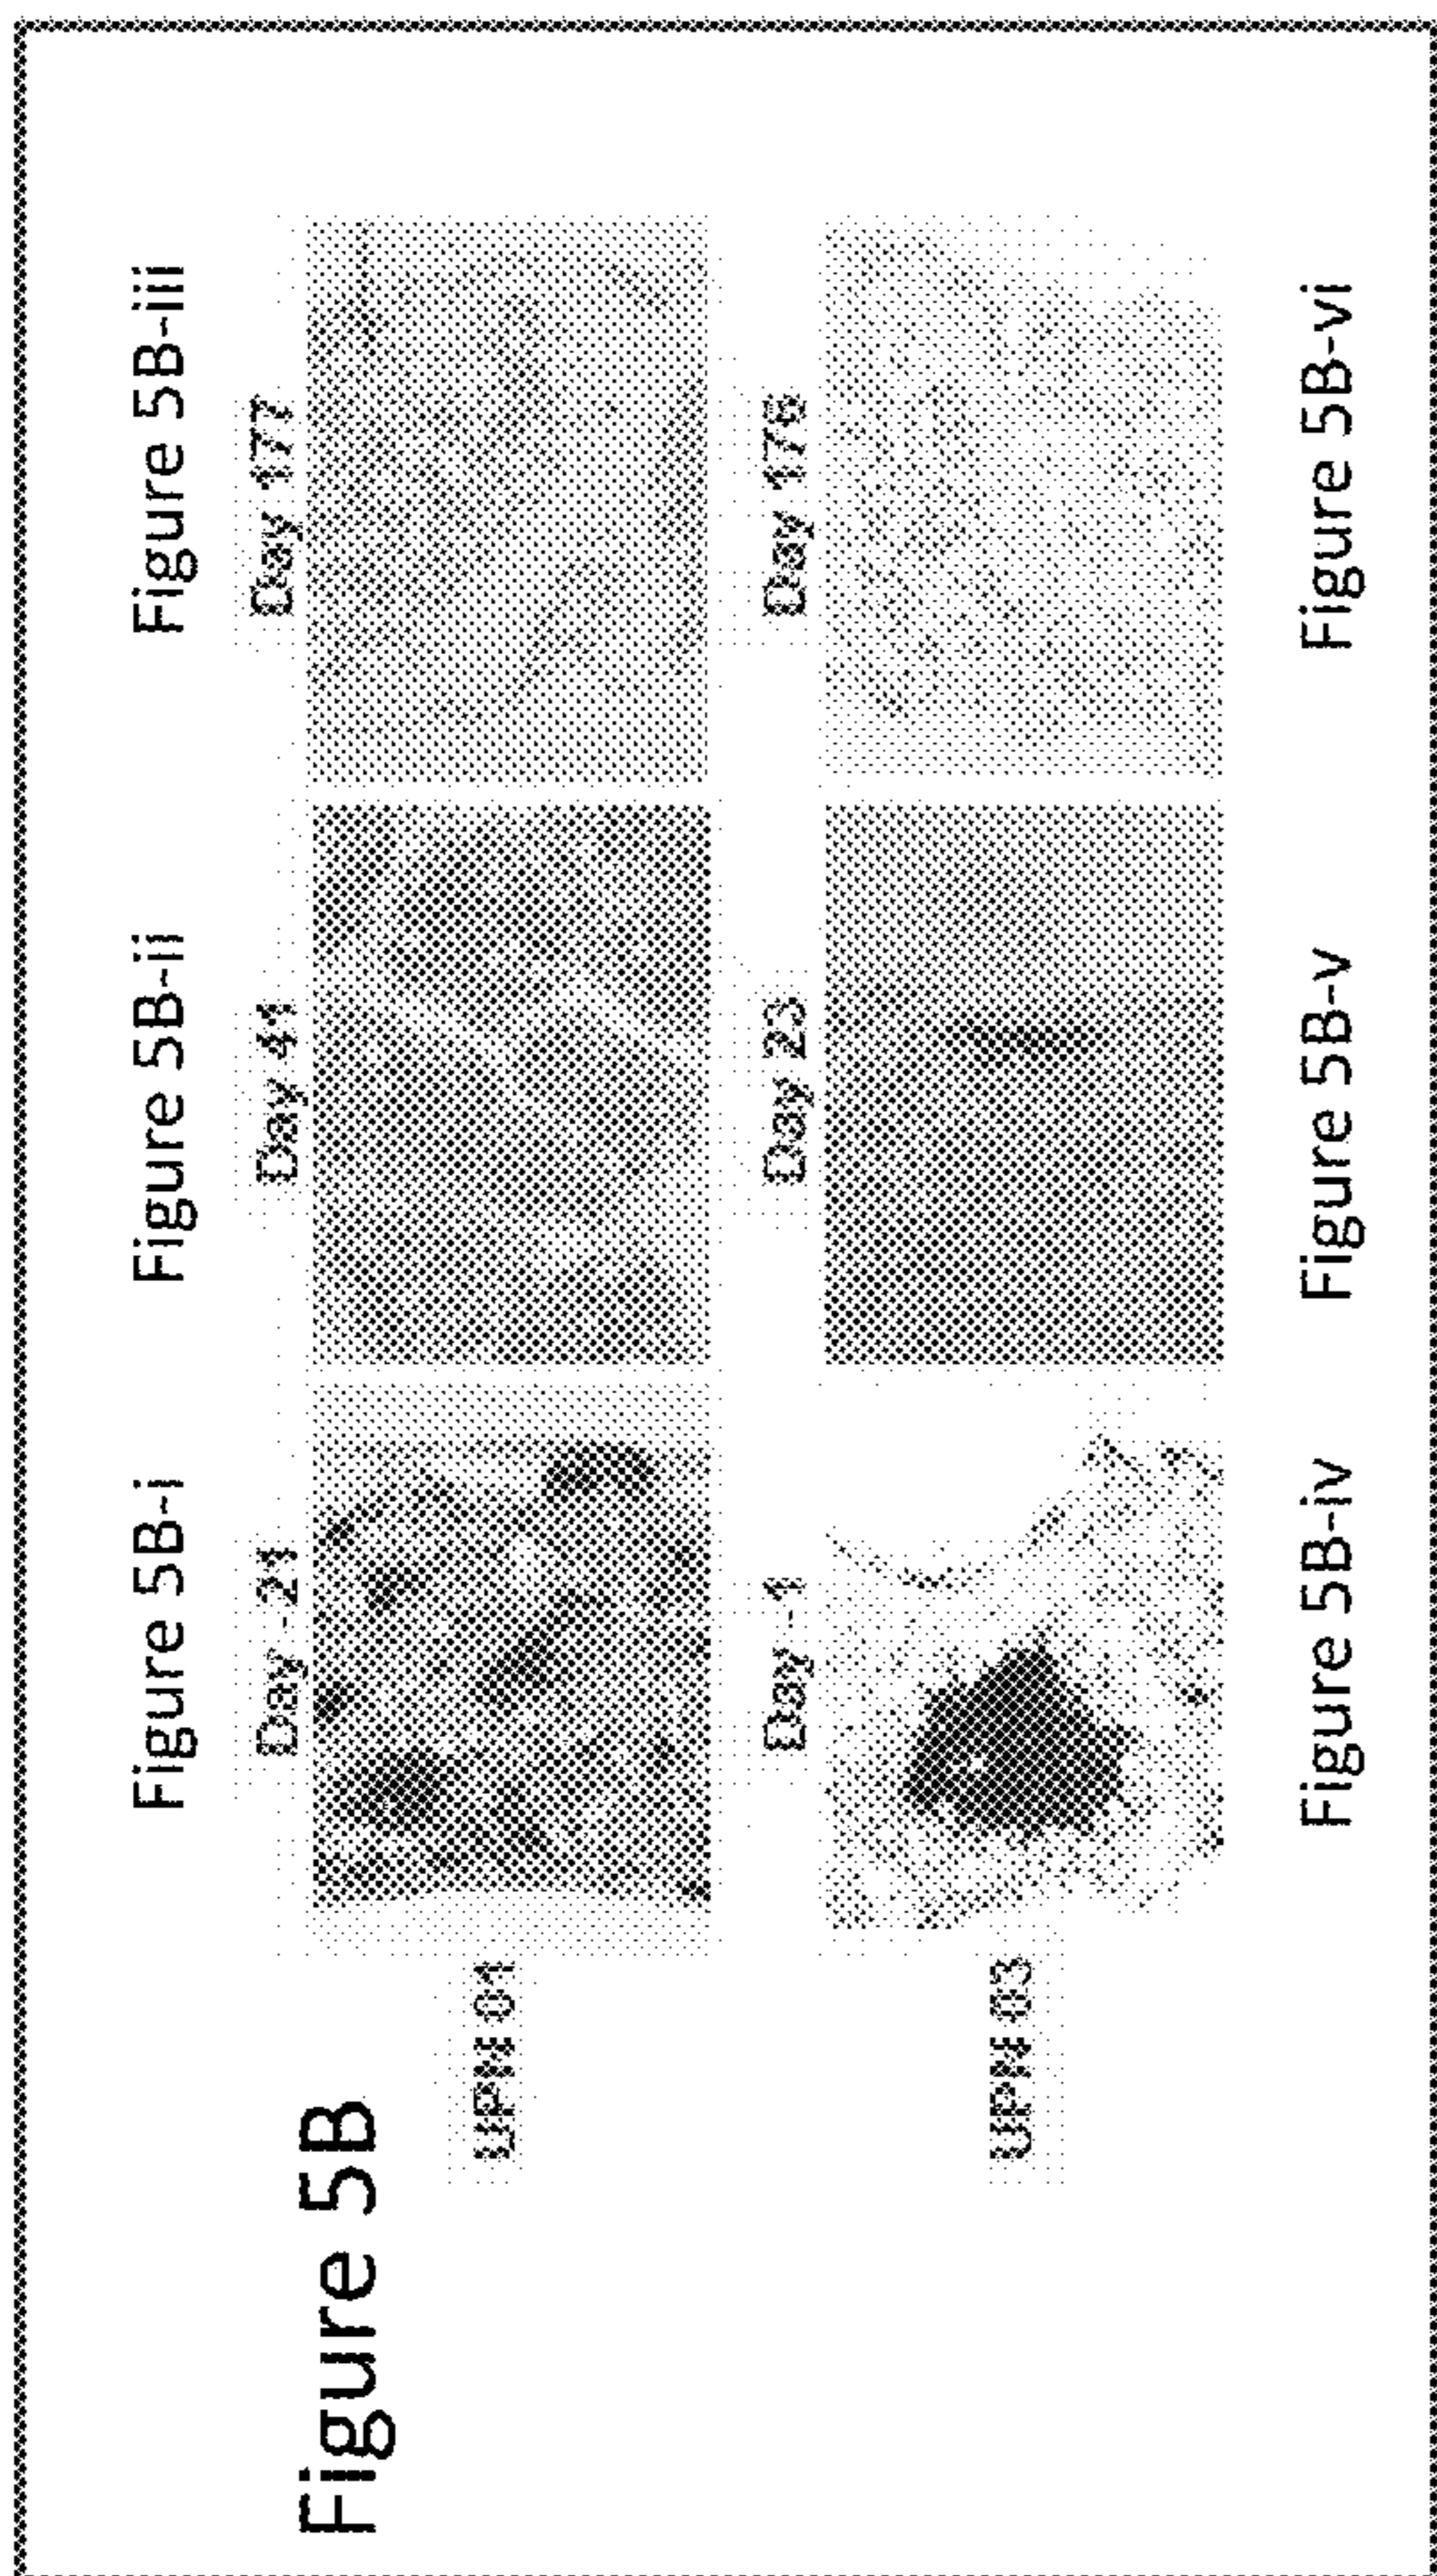 Figure 5B
Figure 5B-i
Figure 5B-ii
Figure 5B-iii
Day -21
Day 41
Day 177
UPN 01
Day -1
Day 23
Day 176
UPN 03
Figure 5B-iv
Figure 5B-v
Figure 5B-vi